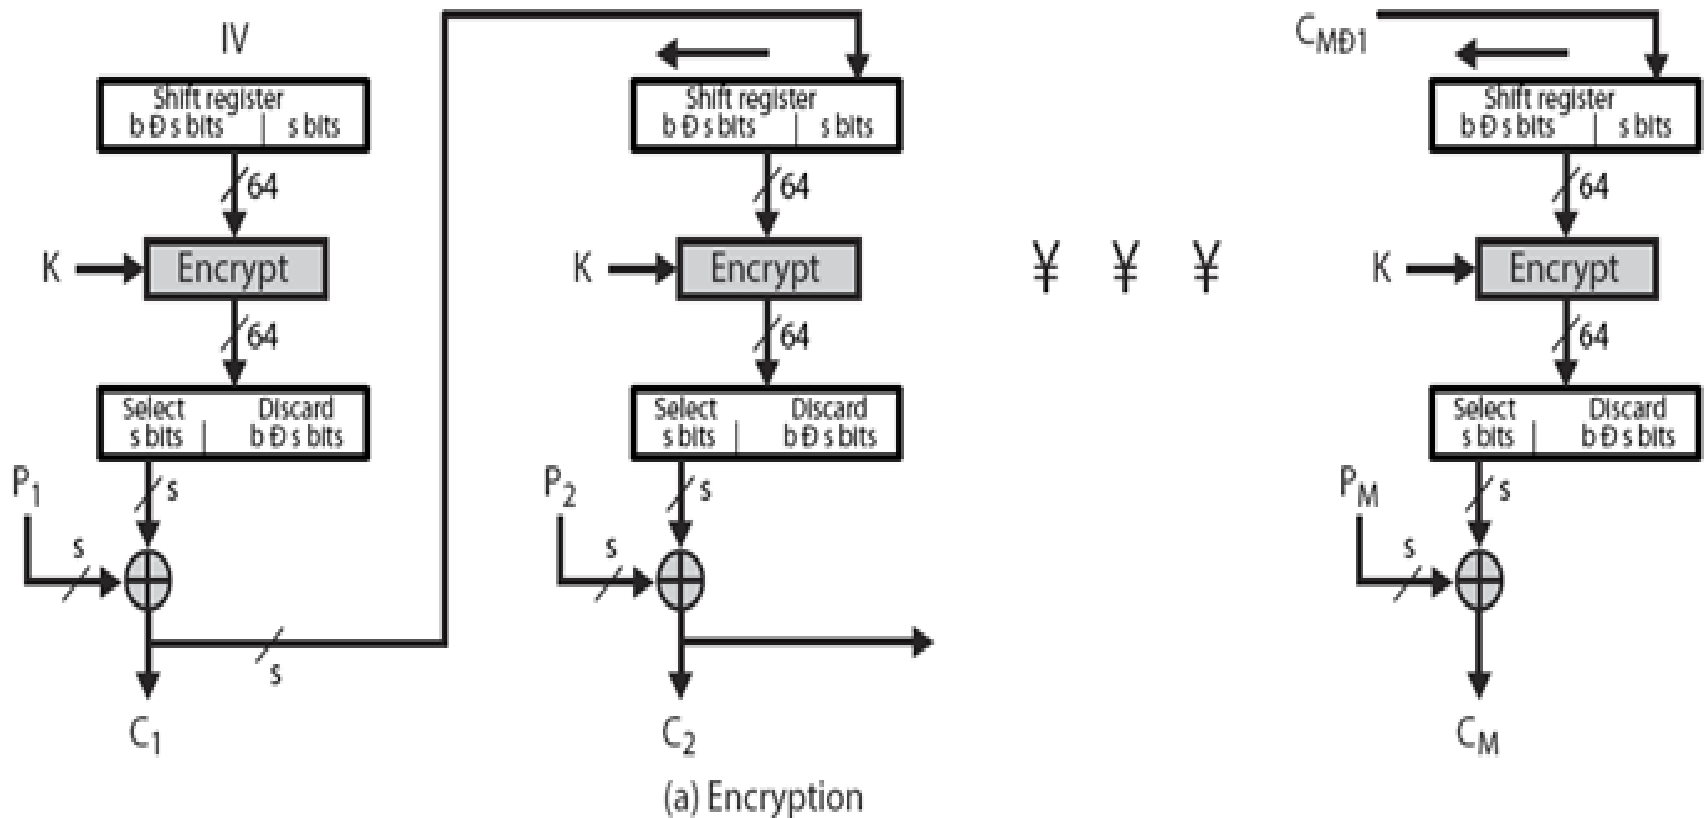 IV
C_MÐ1
Shift register
b Ð s bits | s bits
Shift register
b Ð s bits | s bits
Shift register
b Ð s bits | s bits
64
64
64
K
Encrypt
K
Encrypt
¥ ¥ ¥
K
Encrypt
64
64
64
Select Discard
s bits | b Ð s bits
Select Discard
s bits | b Ð s bits
Select Discard
s bits | b Ð s bits
P1
s
P2
s
PM
s
s
s
s
s
C1
C2
CM
(a) Encryption